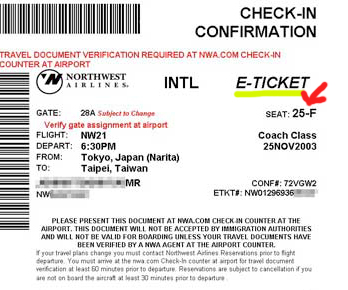 CHECK-IN
CONFIRMATION
TRAVEL DOCUMENT VERIFICATION REQUIRED AT NWA.COM CHECK-IN
COUNTER AT AIRPORT
NORTHWEST
AIRLINES.
INTL
E-TICKET
GATE: 28A Subject to Change
SEAT: 25-F
Verify gate assignment at airport
FLIGHT: NW21
Coach Class
DEPART: 6:30PM
25NOV2003
FROM: Tokyo, Japan (Narita)
TO: Taipei, Taiwan
MR
CONF#: 72VGW2
NW
ETKT#: NW01296936
PLEASE PRESENT THIS DOCUMENT AT NWA.COM CHECK-IN COUNTER AT THE
AIRPORT. THIS DOCUMENT WILL NOT BE ACCEPTED BY IMMIGRATION AUTHORITIES
AND WILL NOT BE VALID FOR BOARDING UNLESS YOUR TRAVEL DOCUMENTS HAVE
BEEN VERIFIED BY A NWA AGENT AT THE AIRPORT COUNTER.
If your travel plans change you must contact Northwest Airlines Reservations prior to flight
departure. You must arrive at the nwa.com Check-in counter at airport for travel document
verification at least 60 minutes prior to departure. Reservations are subject to cancellation if you
are not on board the aircraft at least 30 minutes prior to departure.